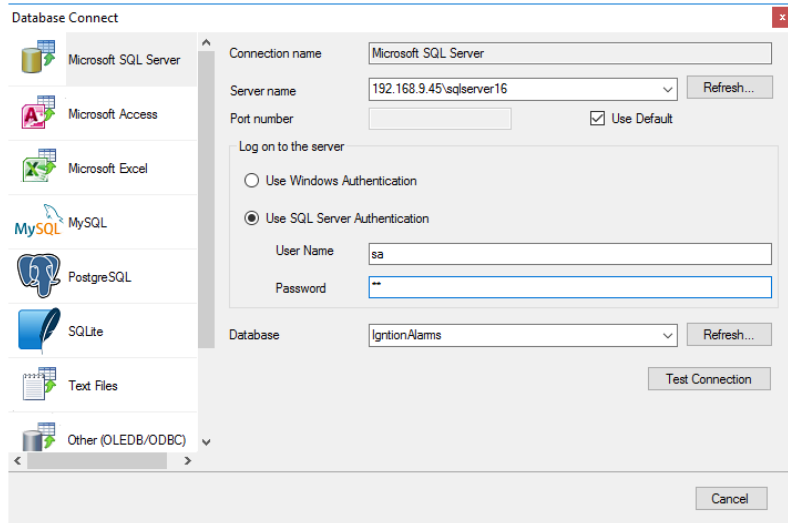 Database Connect
x
Microsoft SQL Server
Microsoft Access
Microsoft Excel
MySQL MySQL
PostgreSQL
SQLite
Text Files
Other (OLEDB/ODBC)
Connection name Microsoft SQL Server
Server name 192.168.9.45\sqlserver16 Refresh...
Port number Use Default
Log on to the server
Use Windows Authentication
Use SQL Server Authentication
User Name sa
Password **
Database IgntionAlarms Refresh...
Test Connection
Cancel